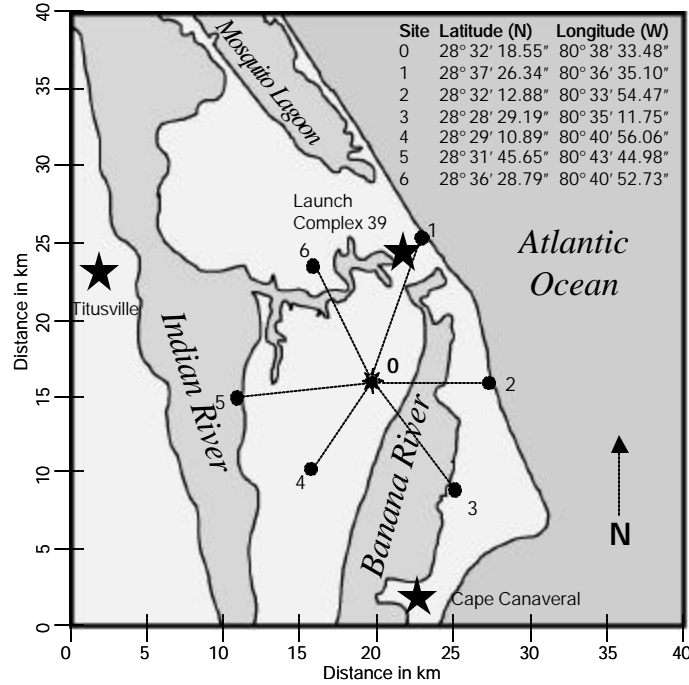 Site Latitude (N) Longitude (W)
0 28° 32′ 18.55″ 80° 38′ 33.48″
1 28° 37′ 26.34″ 80° 36′ 35.10″
2 28° 32′ 12.88″ 80° 33′ 54.47″
3 28° 28′ 29.19″ 80° 35′ 11.75″
4 28° 29′ 10.89″ 80° 40′ 56.06″
5 28° 31′ 45.65″ 80° 43′ 44.98″
6 28° 36′ 28.79″ 80° 40′ 52.73″
Mosquito Lagoon
Launch
Complex 39
1
6
Atlantic
Ocean
Titusville
Indian River
0
2
5
Banana River
4
3
N
Cape Canaveral
Distance in km
40
35
30
25
20
15
10
5
0
0 5 10 15 20 25 30 35 40
Distance in km